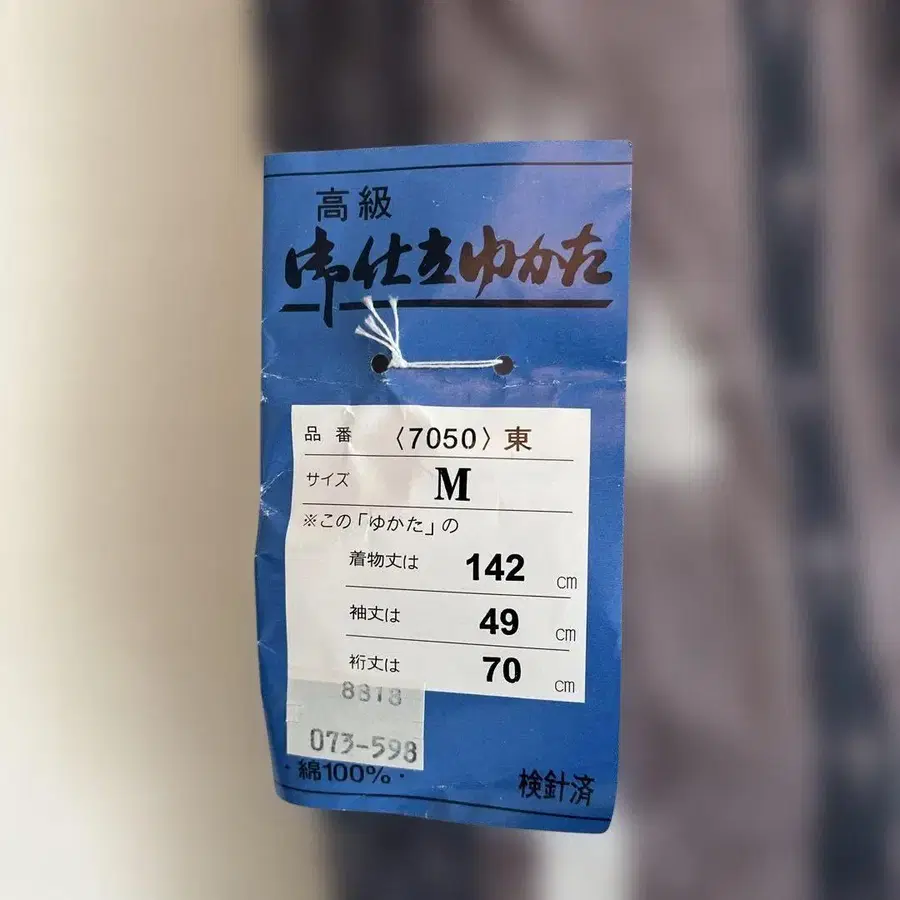 高級
御仕立ゆかた
品番 〈7050〉東
サイズ M
※この「ゆかた」の
着物丈は 142 cm
袖丈は 49 cm
裄丈は 70 cm
8818
073-598
・綿100%・
検針済